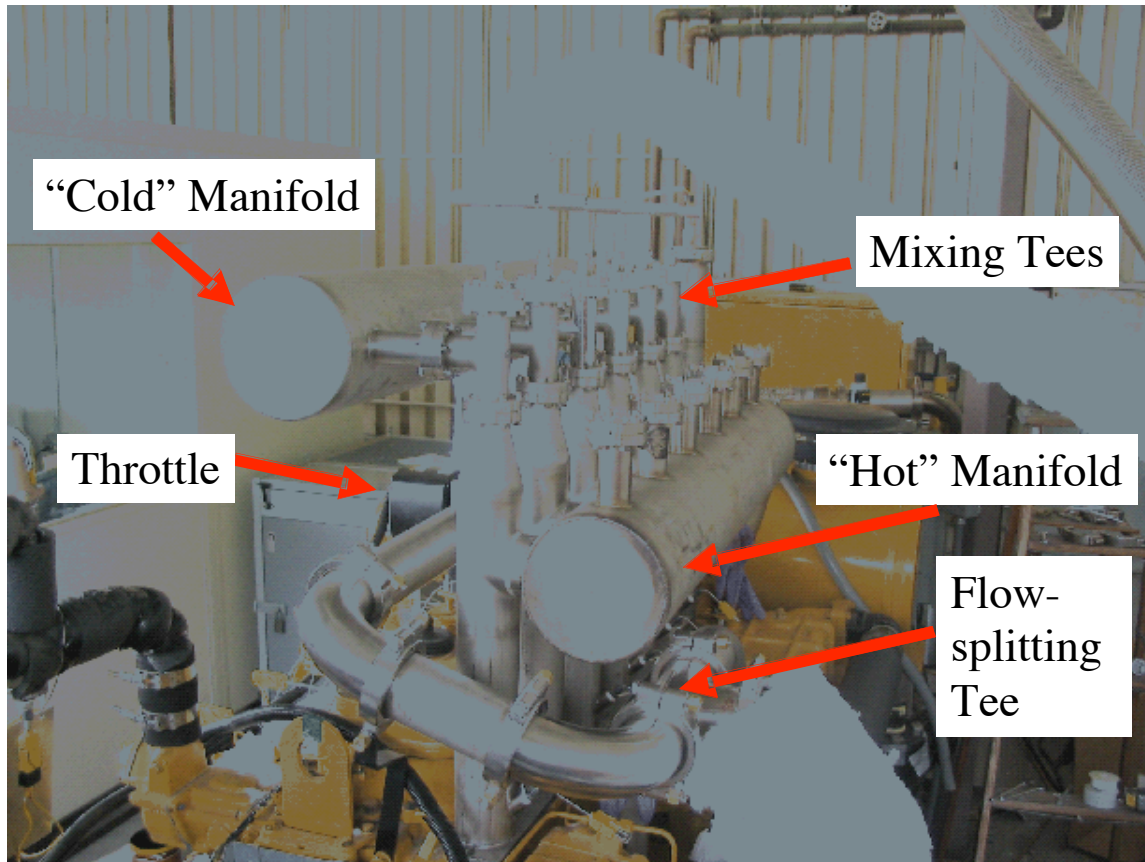 “Cold” Manifold
Mixing Tees
Throttle
“Hot” Manifold
Flow-
splitting
Tee